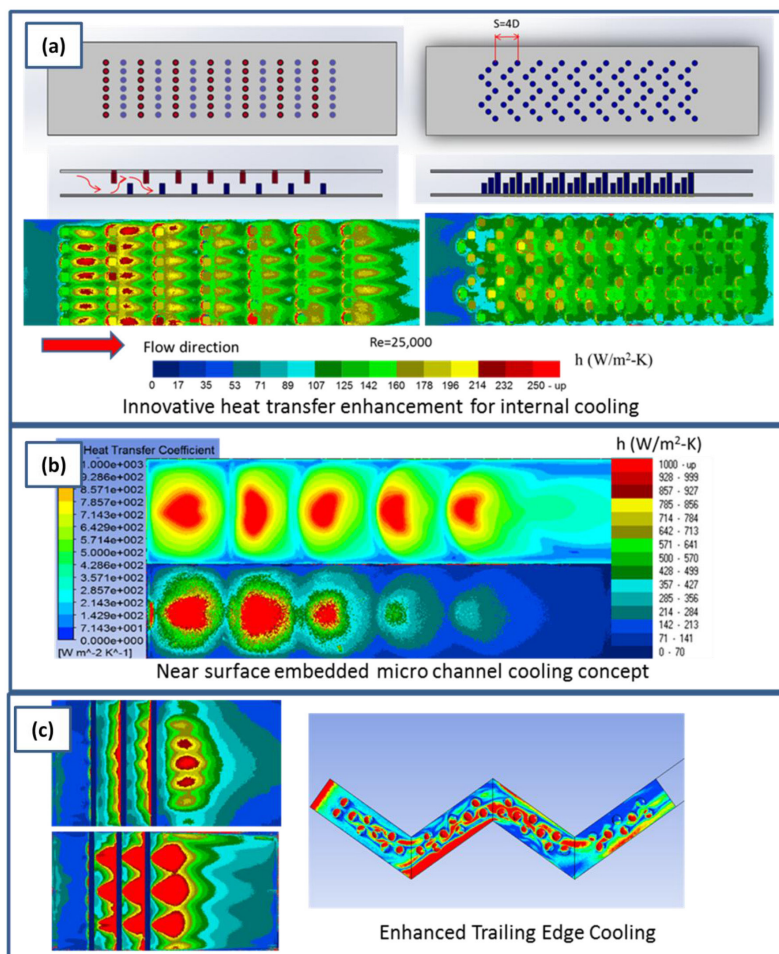 (a)
S=4D
Flow direction
Re=25,000
h (W/m²-K)
0 17 35 53 71 89 107 125 142 160 178 196 214 232 250 - up
Innovative heat transfer enhancement for internal cooling
(b)
Heat Transfer Coefficient
1.000e+003
9.286e+002
8.571e+002
7.857e+002
7.143e+002
6.429e+002
5.714e+002
5.000e+002
4.286e+002
3.571e+002
2.857e+002
2.143e+002
1.429e+002
7.143e+001
0.000e+000
[W m^-2 K^-1]
h (W/m²-K)
1000 - up
928 - 999
857 - 927
785 - 856
714 - 784
642 - 713
571 - 641
500 - 570
428 - 499
357 - 427
285 - 356
214 - 284
142 - 213
71 - 141
0 - 70
Near surface embedded micro channel cooling concept
(c)
Enhanced Trailing Edge Cooling